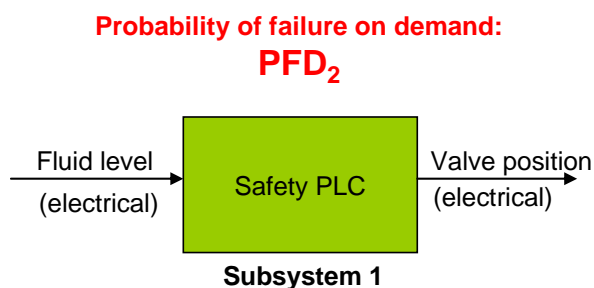 Probability of failure on demand:
PFD₂
Fluid level
(electrical)
Safety PLC
Valve position
(electrical)
Subsystem 1